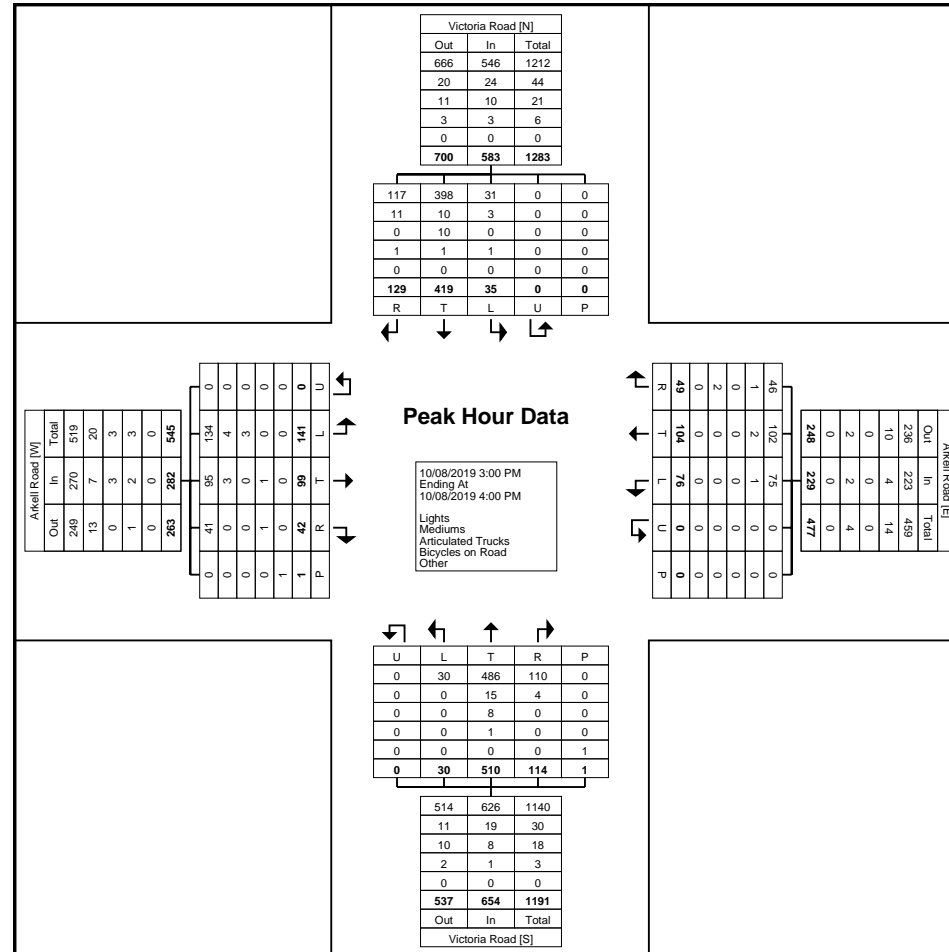 Victoria Road [N]
Out In Total
666 546 1212
20 24 44
11 10 21
3 3 6
0 0 0
700 583 1283
117 398 31 0 0
11 10 3 0 0
0 10 0 0 0
1 1 1 0 0
0 0 0 0 0
129 419 35 0 0
R T L U P
Arkell Road [W]
Out In Total
249 270 519
13 7 20
0 3 3
1 2 3
0 0 0
263 282 545
U L T R P
0 141 99 42 1
0 0 0 0 1
0 0 1 1 0
0 3 0 0 0
0 4 3 0 0
0 134 95 41 0
Peak Hour Data
10/08/2019 3:00 PM
Ending At
10/08/2019 4:00 PM
Lights
Mediums
Articulated Trucks
Bicycles on Road
Other
Arkell Road [E]
Out In Total
236 223 459
10 4 14
0 0 0
2 2 4
0 0 0
248 229 477
46 102 75 0 0
1 2 1 0 0
0 0 0 0 0
2 0 0 0 0
0 0 0 0 0
49 104 76 0 0
R T L U P
U L T R P
0 30 486 110 0
0 0 15 4 0
0 0 8 0 0
0 0 1 0 0
0 0 0 0 1
0 30 510 114 1
514 626 1140
11 19 30
10 8 18
2 1 3
0 0 0
537 654 1191
Out In Total
Victoria Road [S]